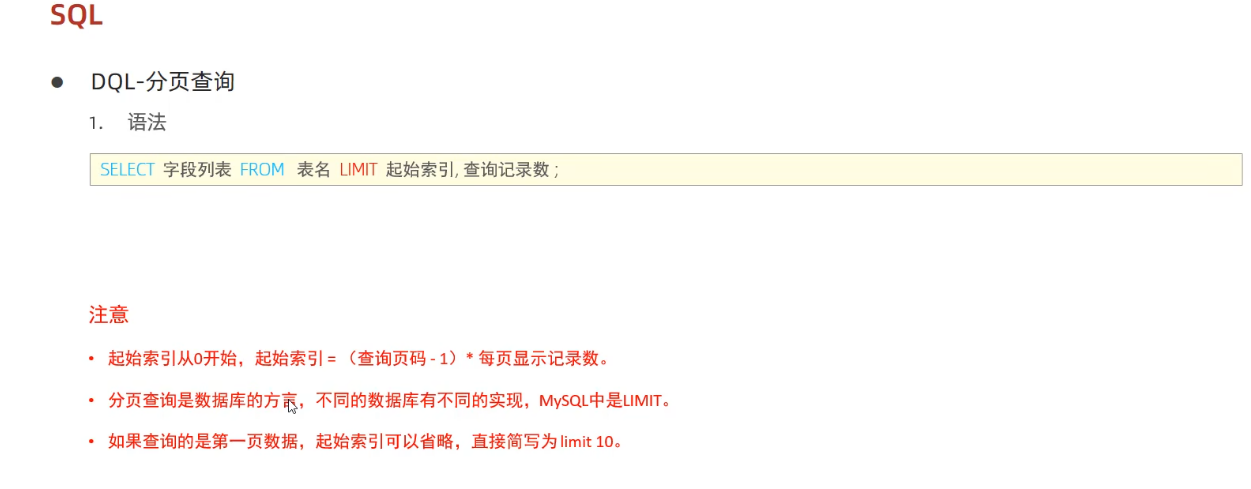 SQL
● DQL-分页查询
1. 语法
SELECT 字段列表 FROM 表名 LIMIT 起始索引, 查询记录数 ;
注意
• 起始索引从0开始，起始索引 = （查询页码 - 1）* 每页显示记录数。
• 分页查询是数据库的方言，不同的数据库有不同的实现，MySQL中是LIMIT。
• 如果查询的是第一页数据，起始索引可以省略，直接简写为 limit 10。